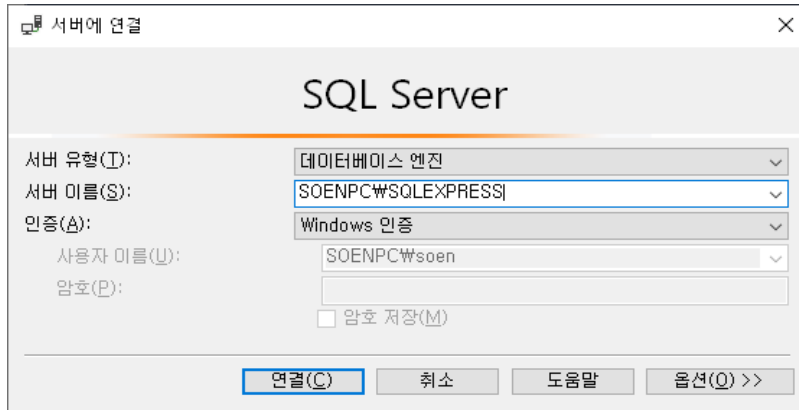 서버에 연결
SQL Server
서버 유형(T): 데이터베이스 엔진
서버 이름(S): SOENPC₩SQLEXPRESS
인증(A): Windows 인증
사용자 이름(U): SOENPC₩soen
암호(P):
암호 저장(M)
연결(C) 취소 도움말 옵션(O) >>